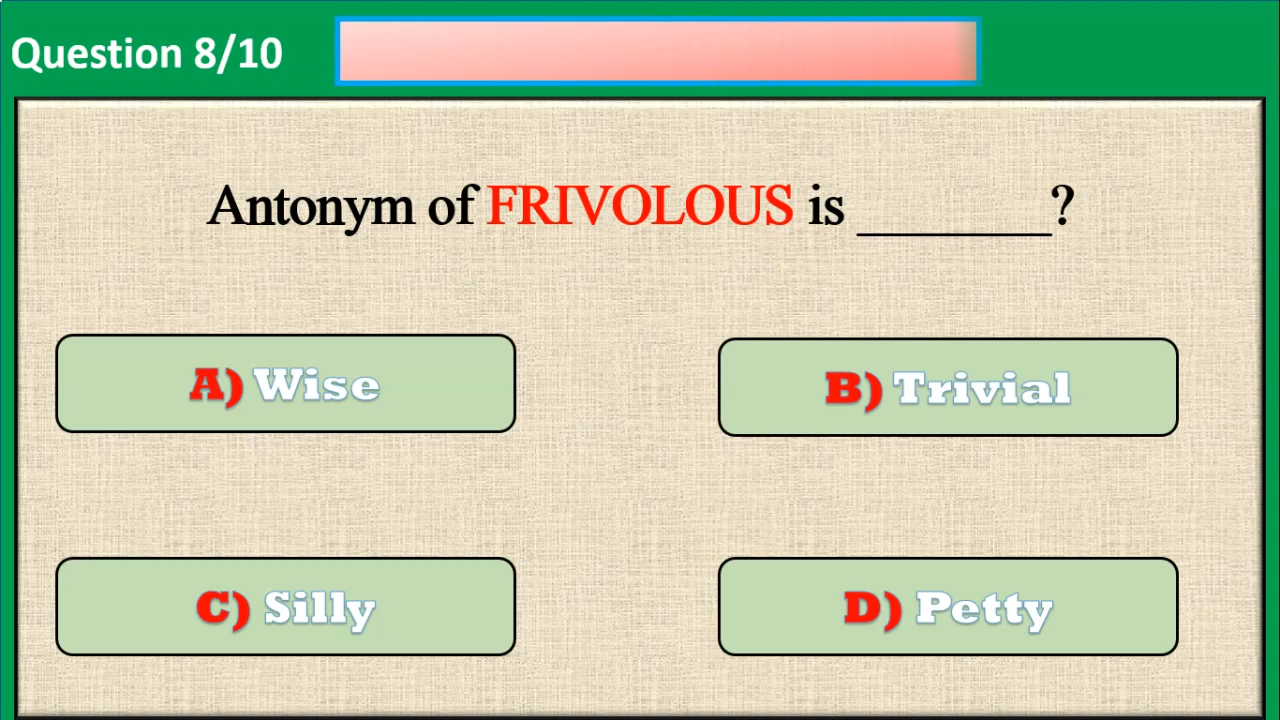 Question 8/10
Antonym of FRIVOLOUS is _______?
A) Wise
B) Trivial
C) Silly
D) Petty